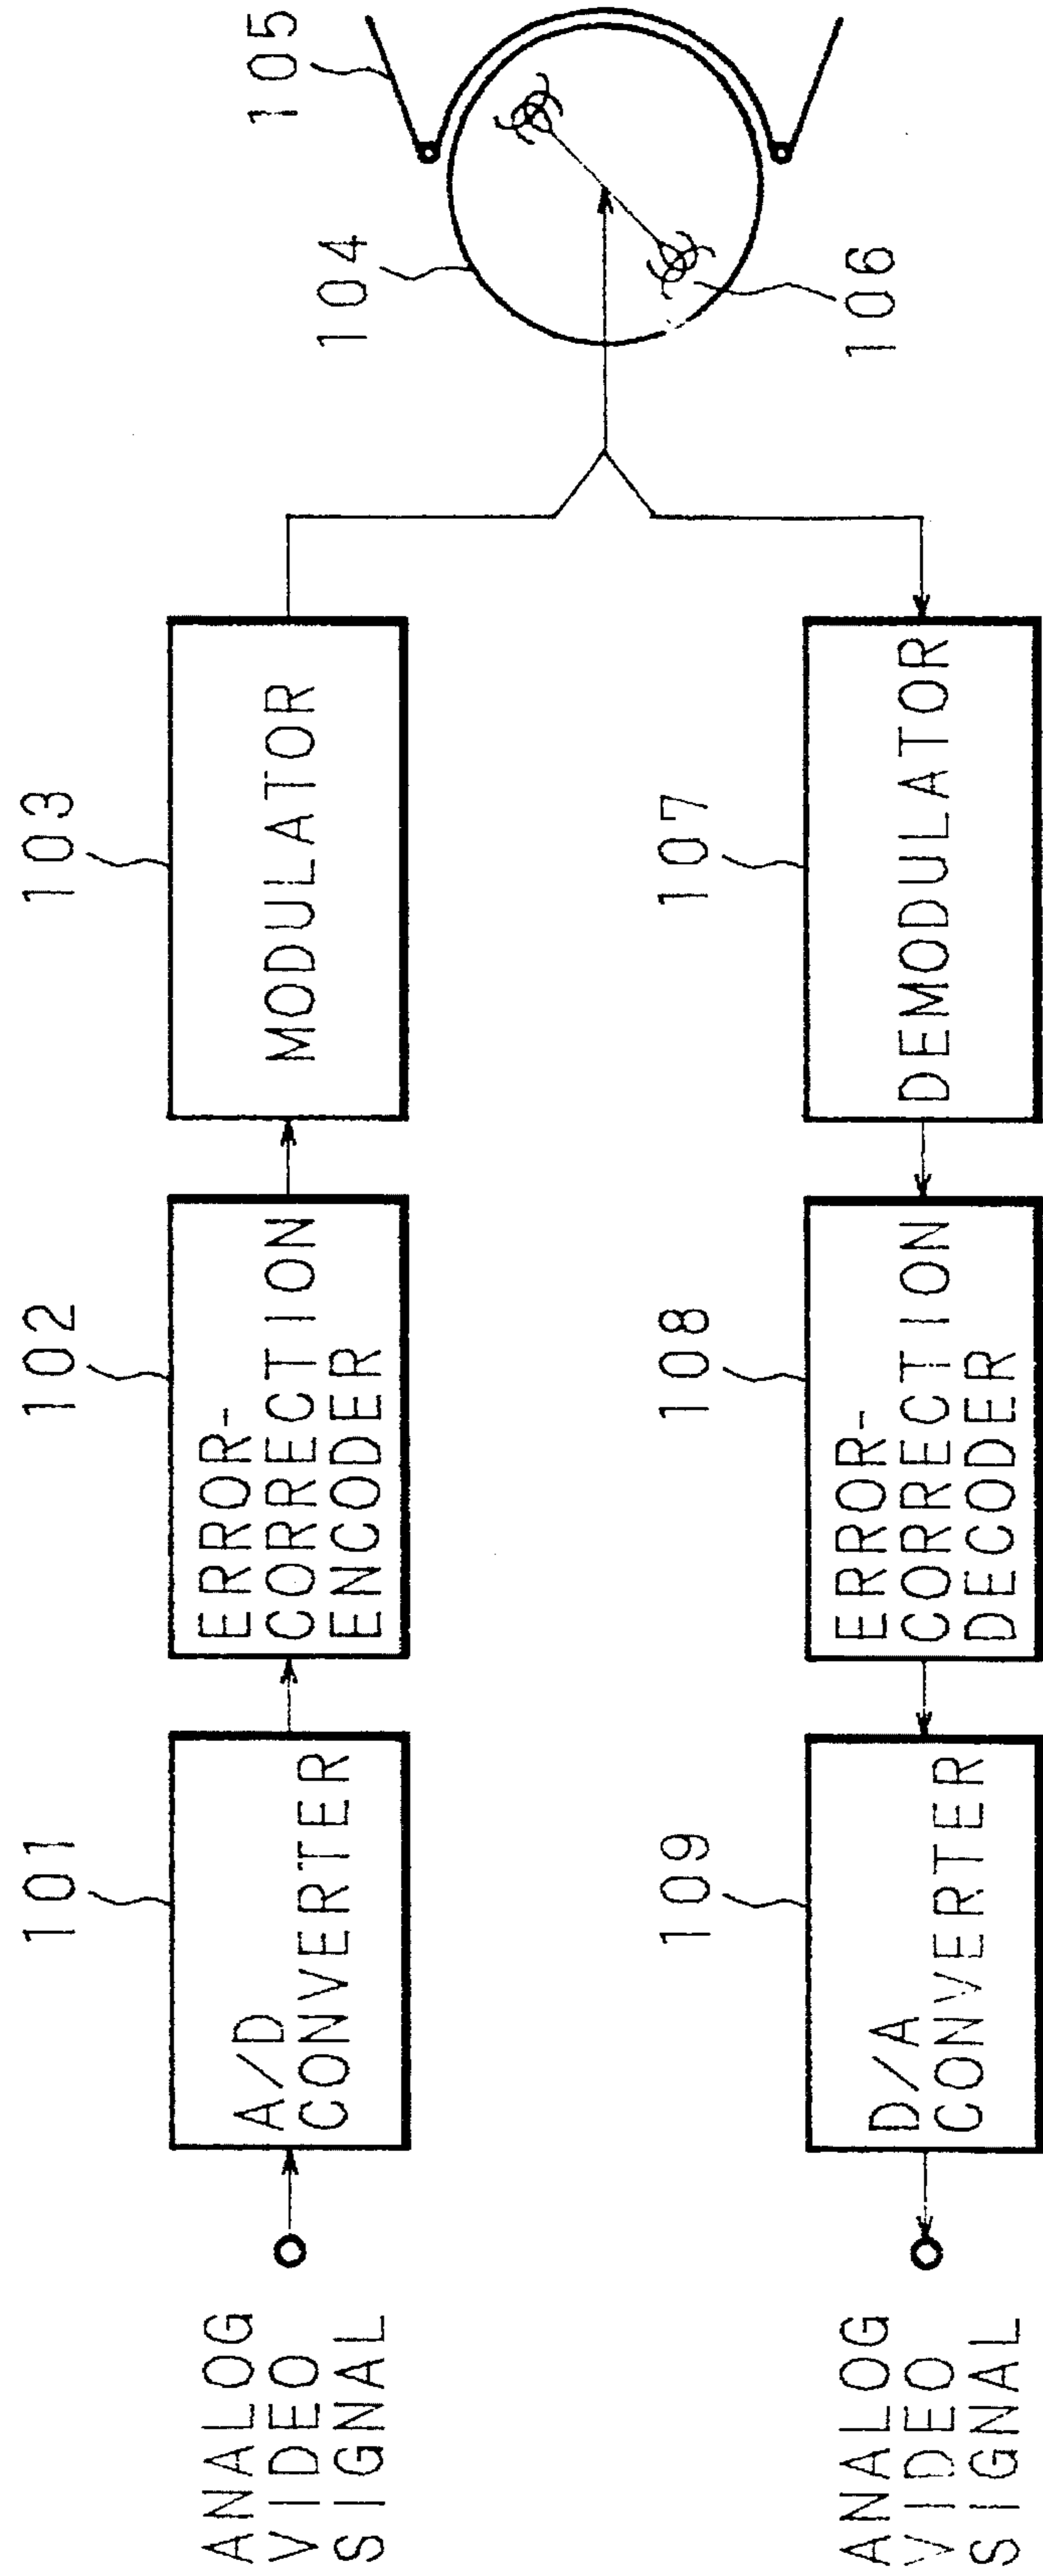 101
102
103
104
105
ANALOG
VIDEO
SIGNAL
A/D
CONVERTER
ERROR-
CORRECTION
ENCODER
MODULATOR
106
109
108
107
ANALOG
VIDEO
SIGNAL
D/A
CONVERTER
ERROR-
CORRECTION
DECODER
DEMODULATOR